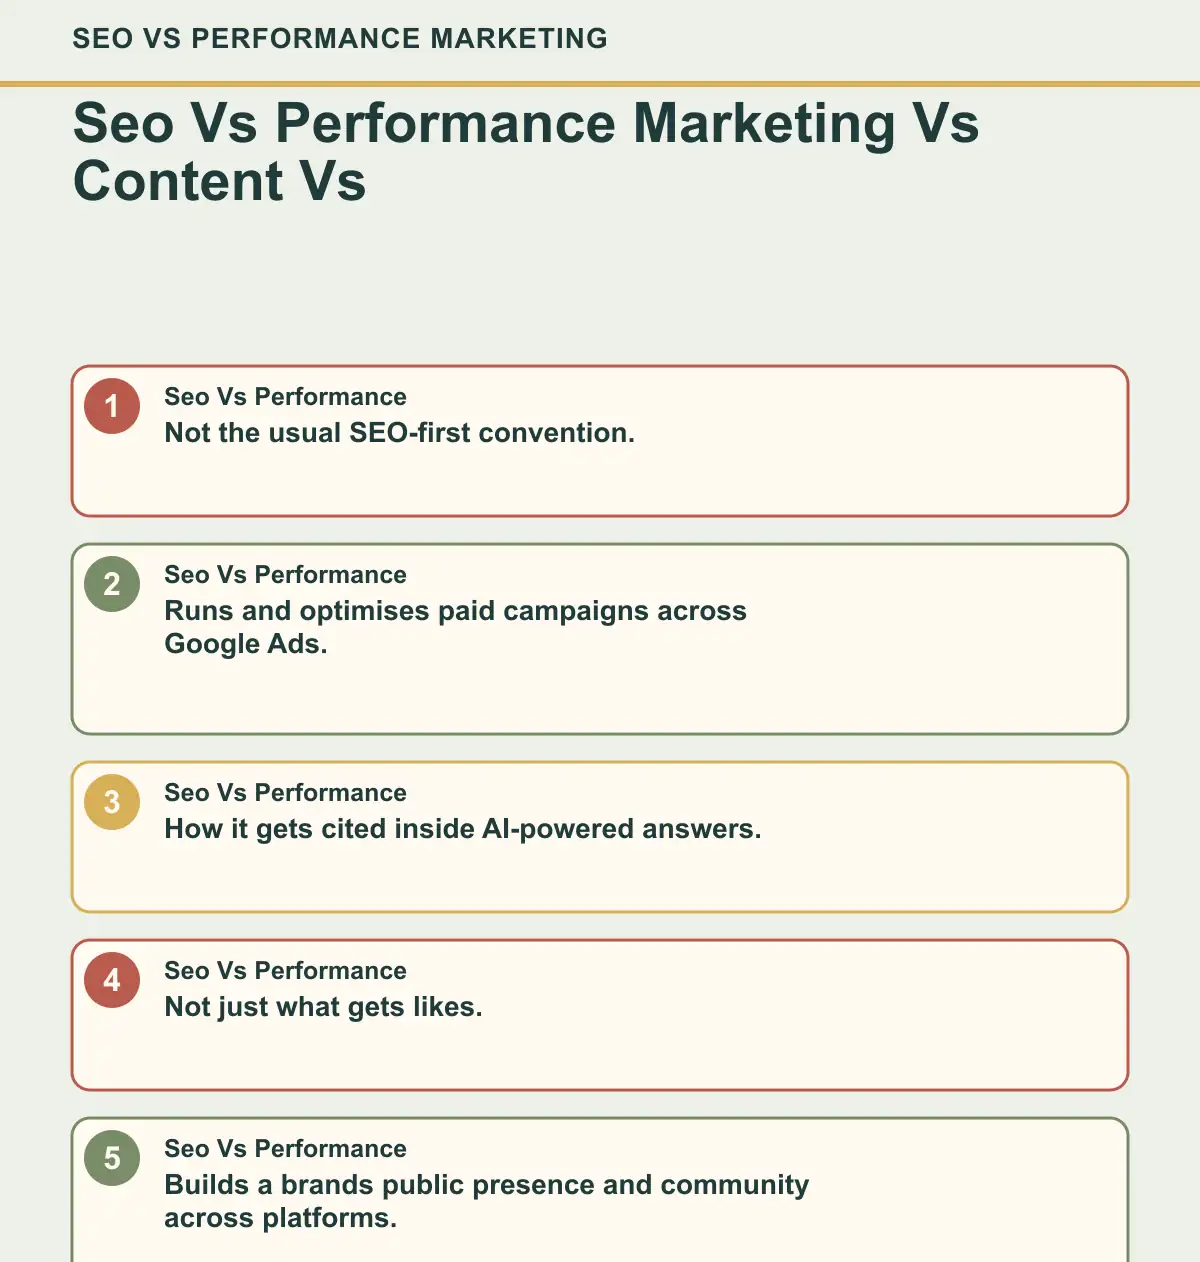 SEO VS PERFORMANCE MARKETING
Seo Vs Performance Marketing Vs
Content Vs
1
Seo Vs Performance
Not the usual SEO-first convention.
2
Seo Vs Performance
Runs and optimises paid campaigns across
Google Ads.
3
Seo Vs Performance
How it gets cited inside AI-powered answers.
4
Seo Vs Performance
Not just what gets likes.
5
Seo Vs Performance
Builds a brands public presence and community
across platforms.